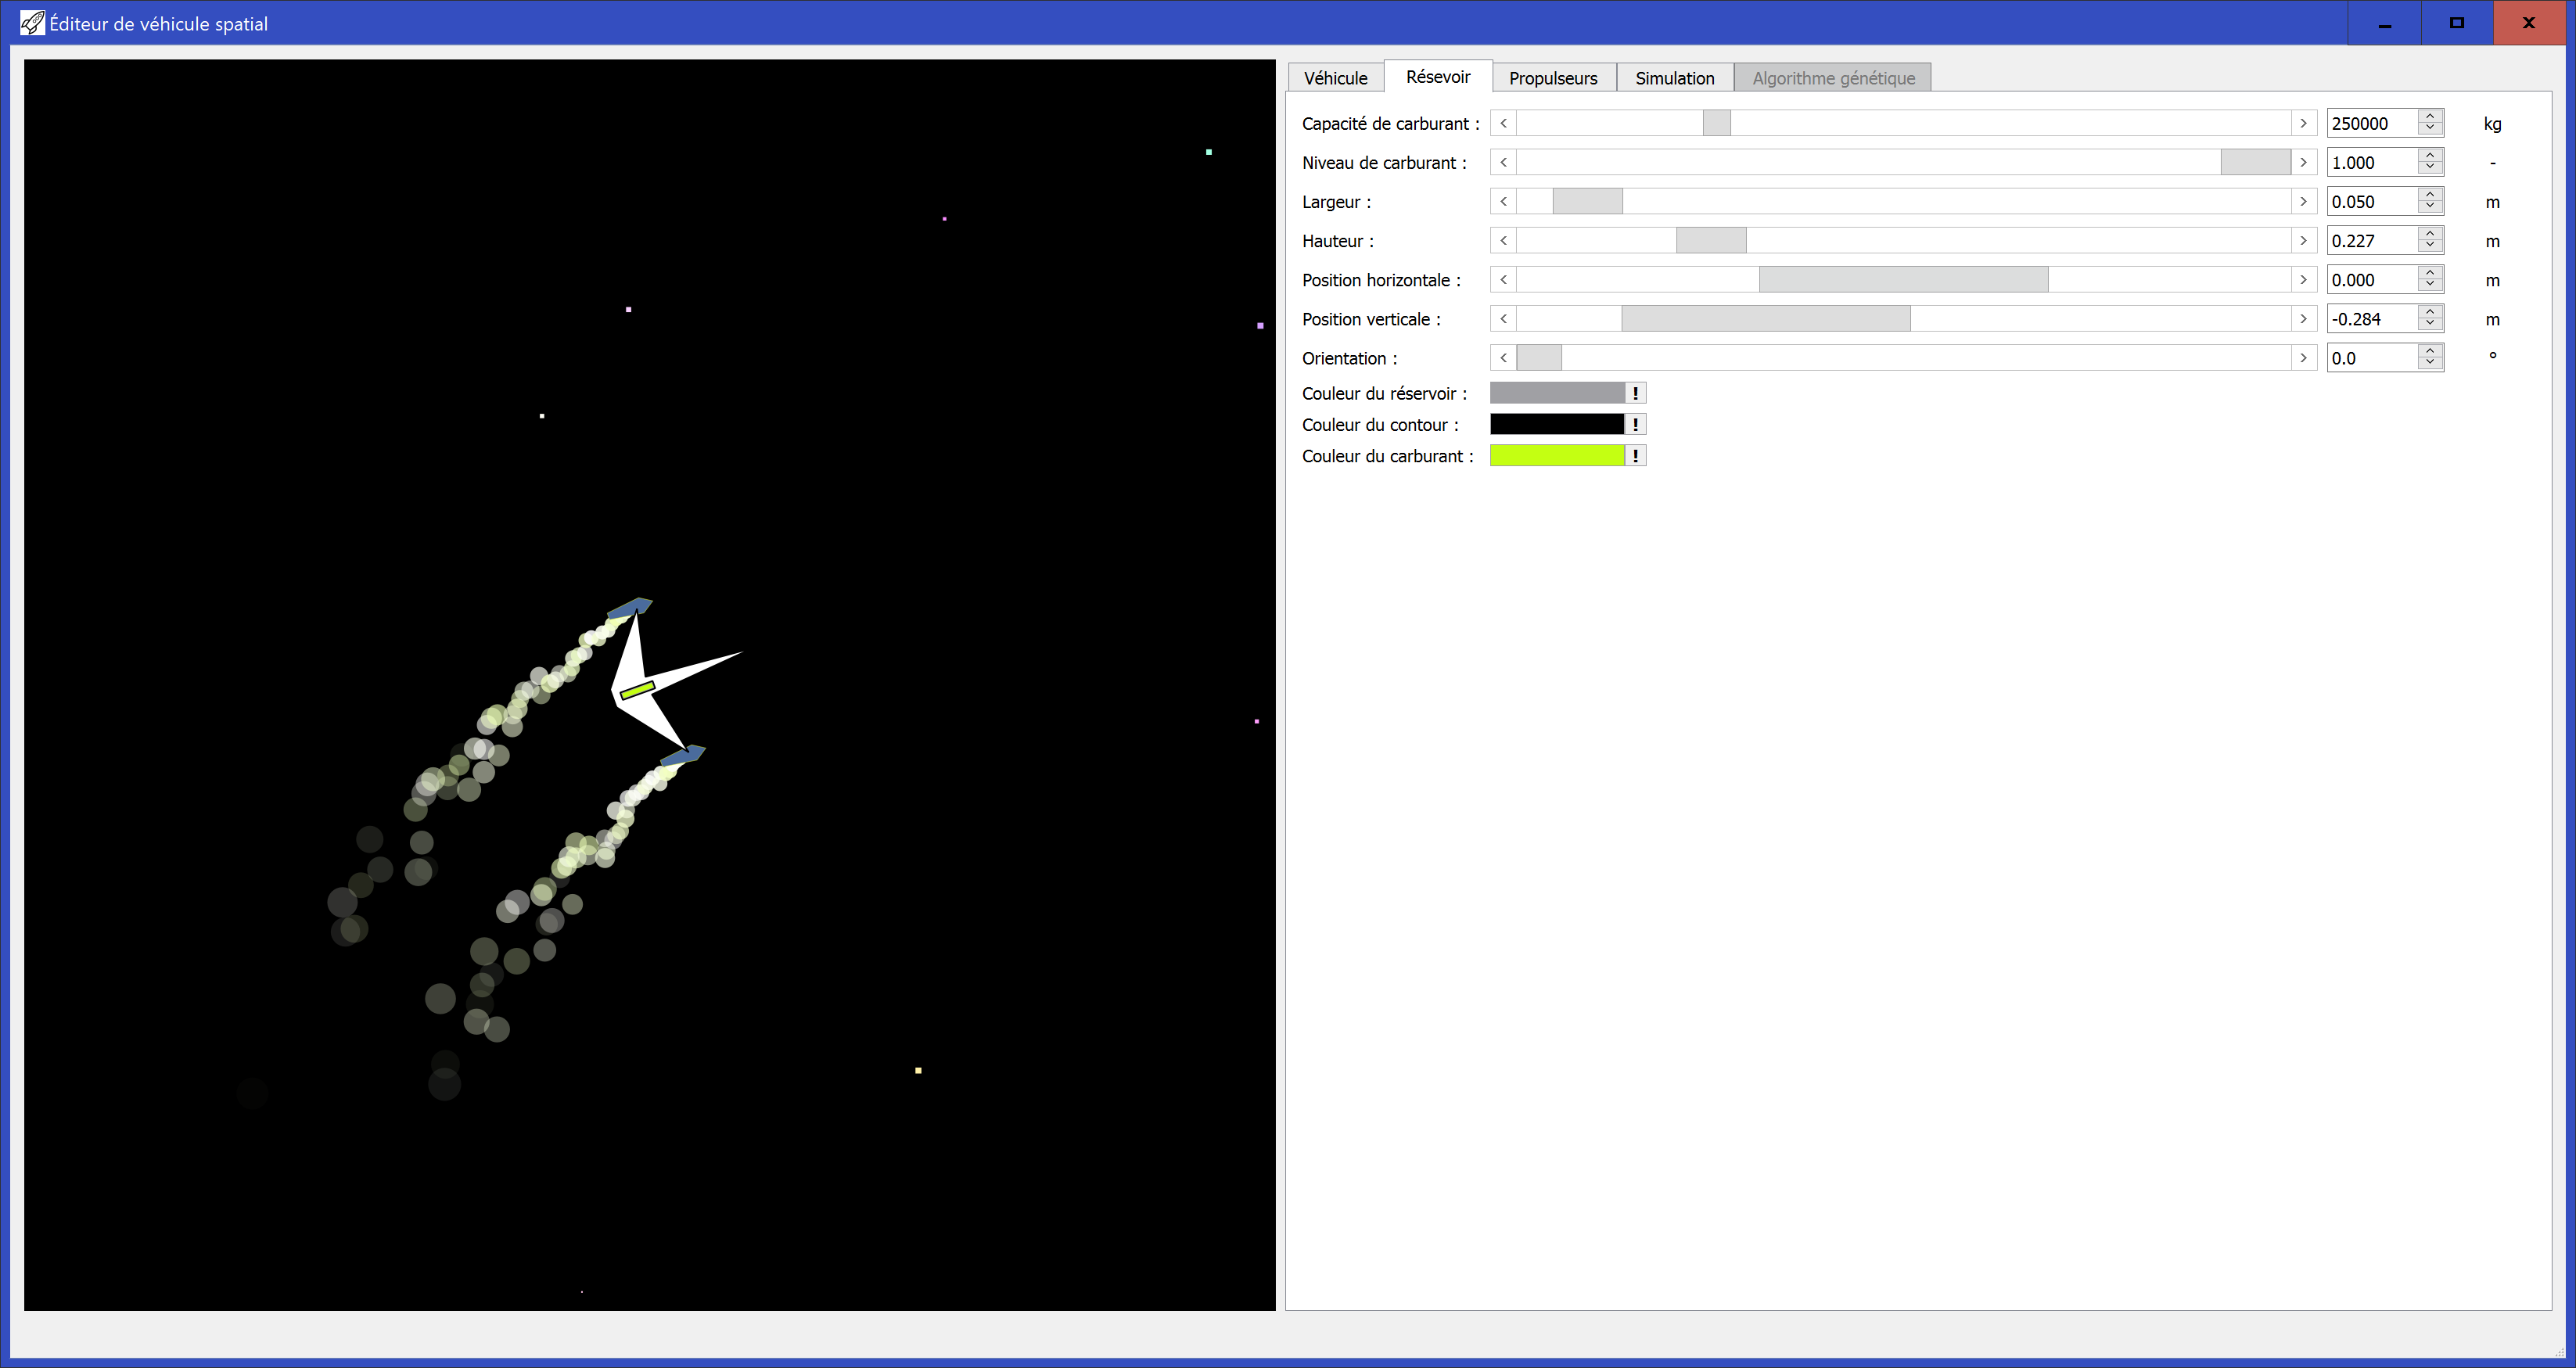 Éditeur de véhicule spatial
Véhicule Résevoir Propulseurs Simulation Algorithme génétique
Capacité de carburant : 250000 kg
Niveau de carburant : 1.000 -
Largeur : 0.050 m
Hauteur : 0.227 m
Position horizontale : 0.000 m
Position verticale : -0.284 m
Orientation : 0.0 °
Couleur du réservoir : !
Couleur du contour : !
Couleur du carburant : !